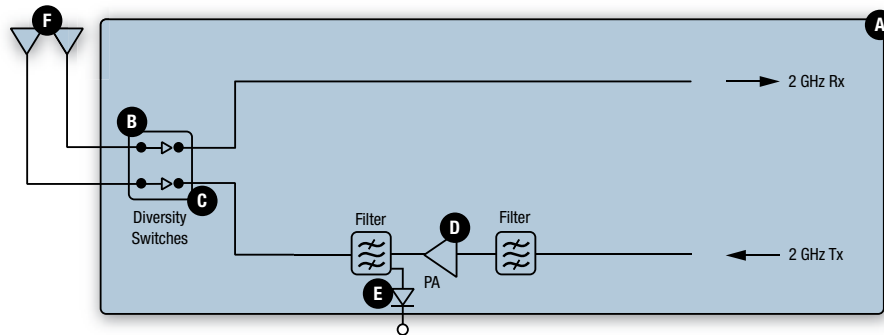 F
A
2 GHz Rx
B
C
Diversity
Switches
Filter
D
Filter
PA
2 GHz Tx
E